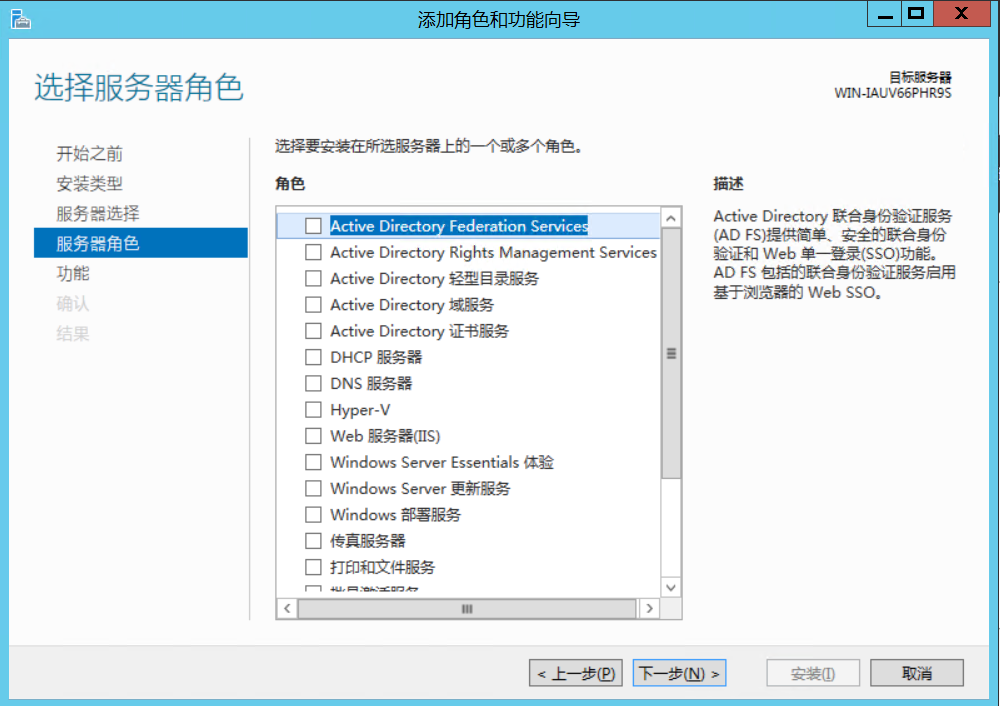 添加角色和功能向导
选择服务器角色
目标服务器
WIN-IAUV66PHR9S
开始之前
安装类型
服务器选择
服务器角色
功能
确认
结果
选择要安装在所选服务器上的一个或多个角色。
角色
Active Directory Federation Services
Active Directory Rights Management Services
Active Directory 轻型目录服务
Active Directory 域服务
Active Directory 证书服务
DHCP 服务器
DNS 服务器
Hyper-V
Web 服务器(IIS)
Windows Server Essentials 体验
Windows Server 更新服务
Windows 部署服务
传真服务器
打印和文件服务
批量激活服务
描述
Active Directory 联合身份验证服务
(AD FS)提供简单、安全的联合身份
验证和 Web 单一登录(SSO)功能。
AD FS 包括的联合身份验证服务启用
基于浏览器的 Web SSO。
< 上一步(P)
下一步(N) >
安装(I)
取消